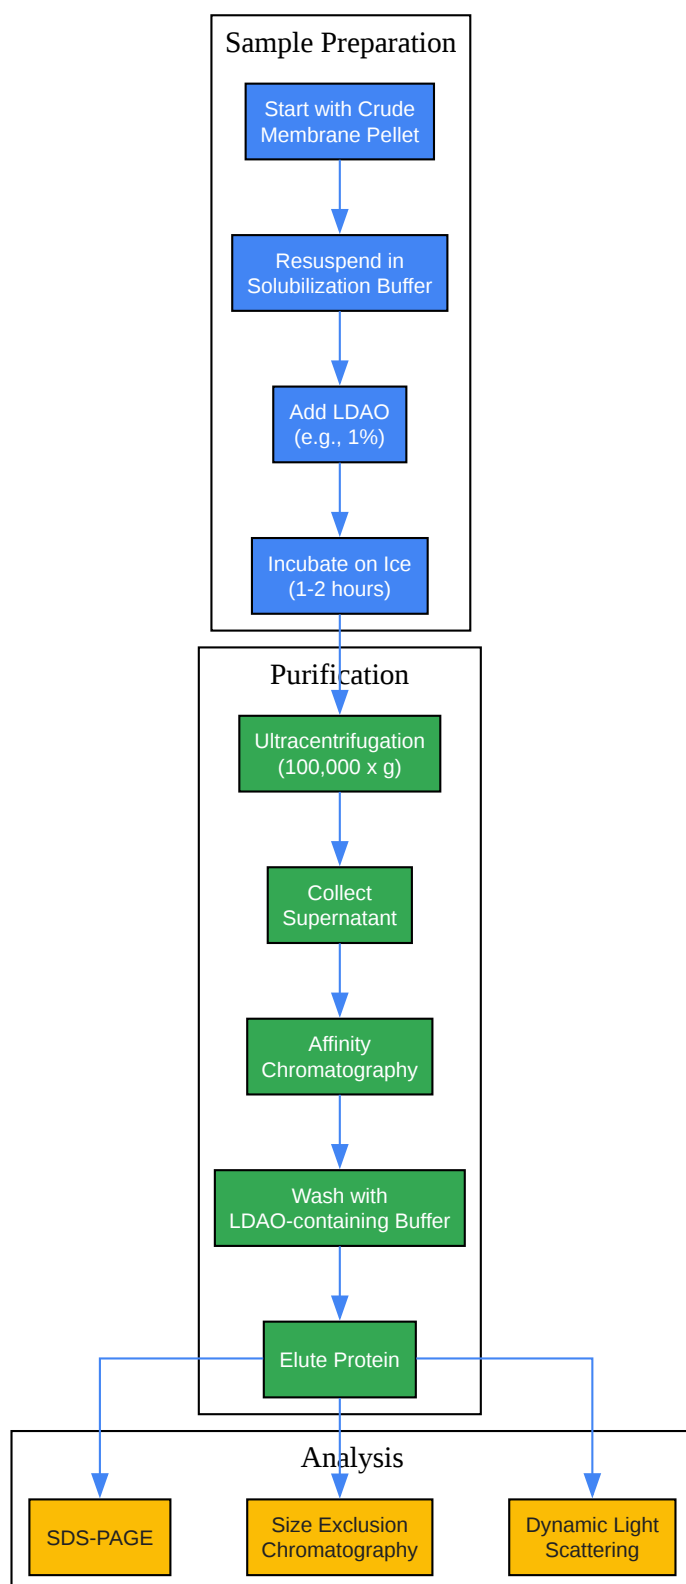 Sample Preparation
Start with Crude
Membrane Pellet
Resuspend in
Solubilization Buffer
Add LDAO
(e.g., 1%)
Incubate on Ice
(1-2 hours)
Purification
Ultracentrifugation
(100,000 x g)
Collect
Supernatant
Affinity
Chromatography
Wash with
LDAO-containing Buffer
Elute Protein
Analysis
SDS-PAGE
Size Exclusion
Chromatography
Dynamic Light
Scattering